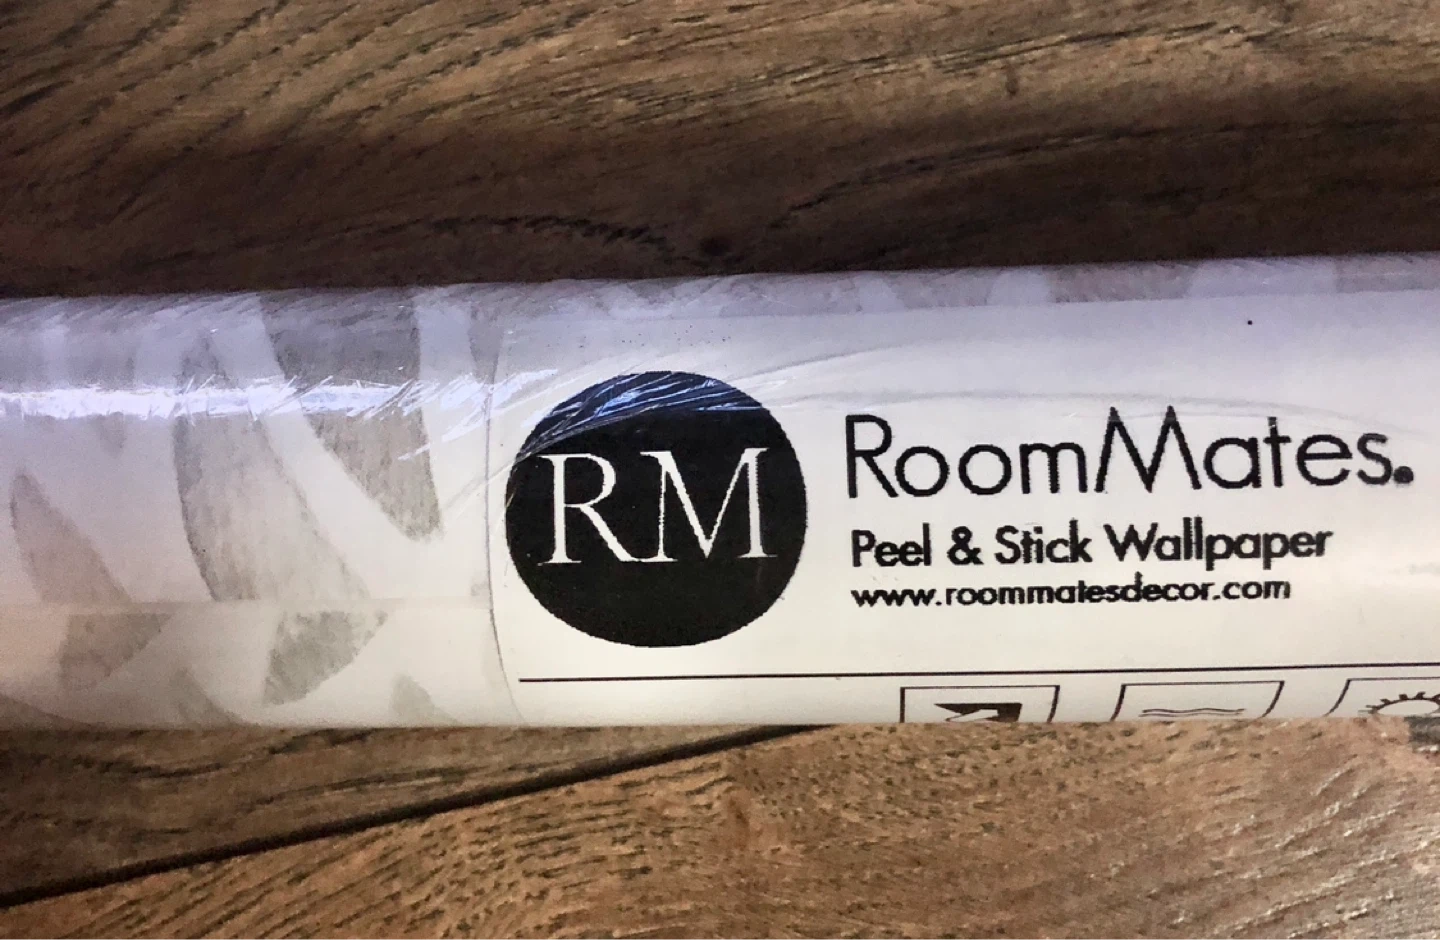 RM
RoomMates.
Peel & Stick Wallpaper
www.roommatesdecor.com